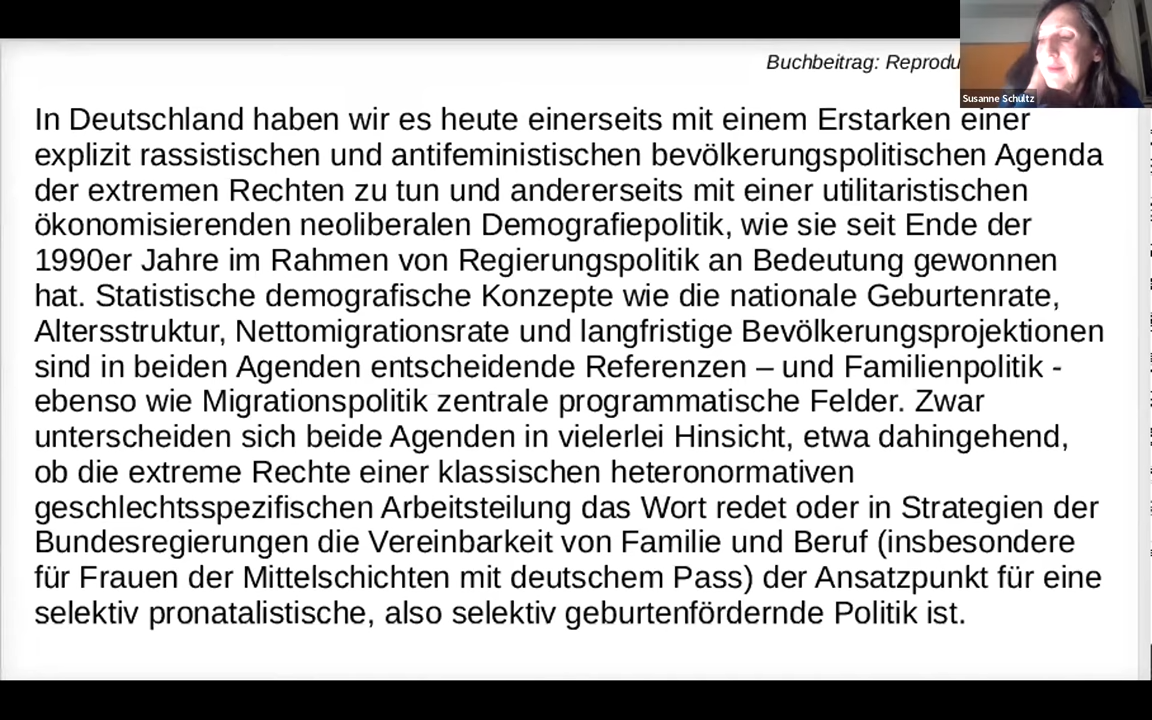 Buchbeitrag: Reprodu
Susanne Schultz
In Deutschland haben wir es heute einerseits mit einem Erstarken einer
explizit rassistischen und antifeministischen bevölkerungspolitischen Agenda
der extremen Rechten zu tun und andererseits mit einer utilitaristischen
ökonomisierenden neoliberalen Demografiepolitik, wie sie seit Ende der
1990er Jahre im Rahmen von Regierungspolitik an Bedeutung gewonnen
hat. Statistische demografische Konzepte wie die nationale Geburtenrate,
Altersstruktur, Nettomigrationsrate und langfristige Bevölkerungsprojektionen
sind in beiden Agenden entscheidende Referenzen – und Familienpolitik -
ebenso wie Migrationspolitik zentrale programmatische Felder. Zwar
unterscheiden sich beide Agenden in vielerlei Hinsicht, etwa dahingehend,
ob die extreme Rechte einer klassischen heteronormativen
geschlechtsspezifischen Arbeitsteilung das Wort redet oder in Strategien der
Bundesregierungen die Vereinbarkeit von Familie und Beruf (insbesondere
für Frauen der Mittelschichten mit deutschem Pass) der Ansatzpunkt für eine
selektiv pronatalistische, also selektiv geburtenfördernde Politik ist.